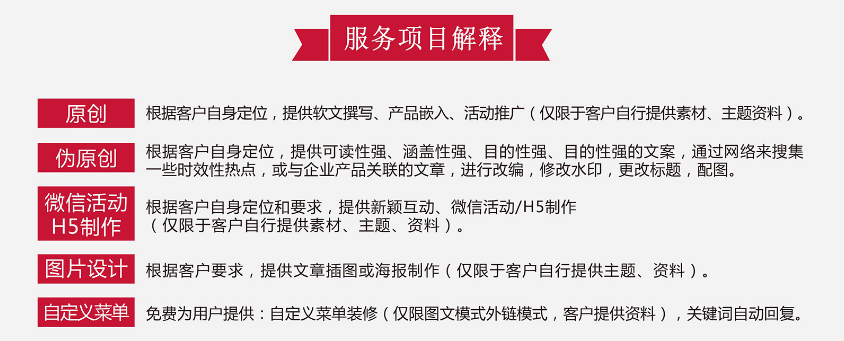 服务项目解释
原创
根据客户自身定位，提供软文撰写、产品嵌入、活动推广（仅限于客户自行提供素材、主题资料）。
伪原创
根据客户自身定位，提供可读性强、涵盖性强、目的性强、目的性强的文案，通过网络来搜集
一些时效性热点，或与企业产品关联的文章，进行改编，修改水印，更改标题，配图。
微信活动
H5制作
根据客户自身定位和要求，提供新颖互动、微信活动/H5制作
（仅限于客户自行提供素材、主题、资料）。
图片设计
根据客户要求，提供文章插图或海报制作（仅限于客户自行提供主题、资料）。
自定义菜单
免费为用户提供：自定义菜单装修（仅限图文模式外链模式，客户提供资料），关键词自动回复。